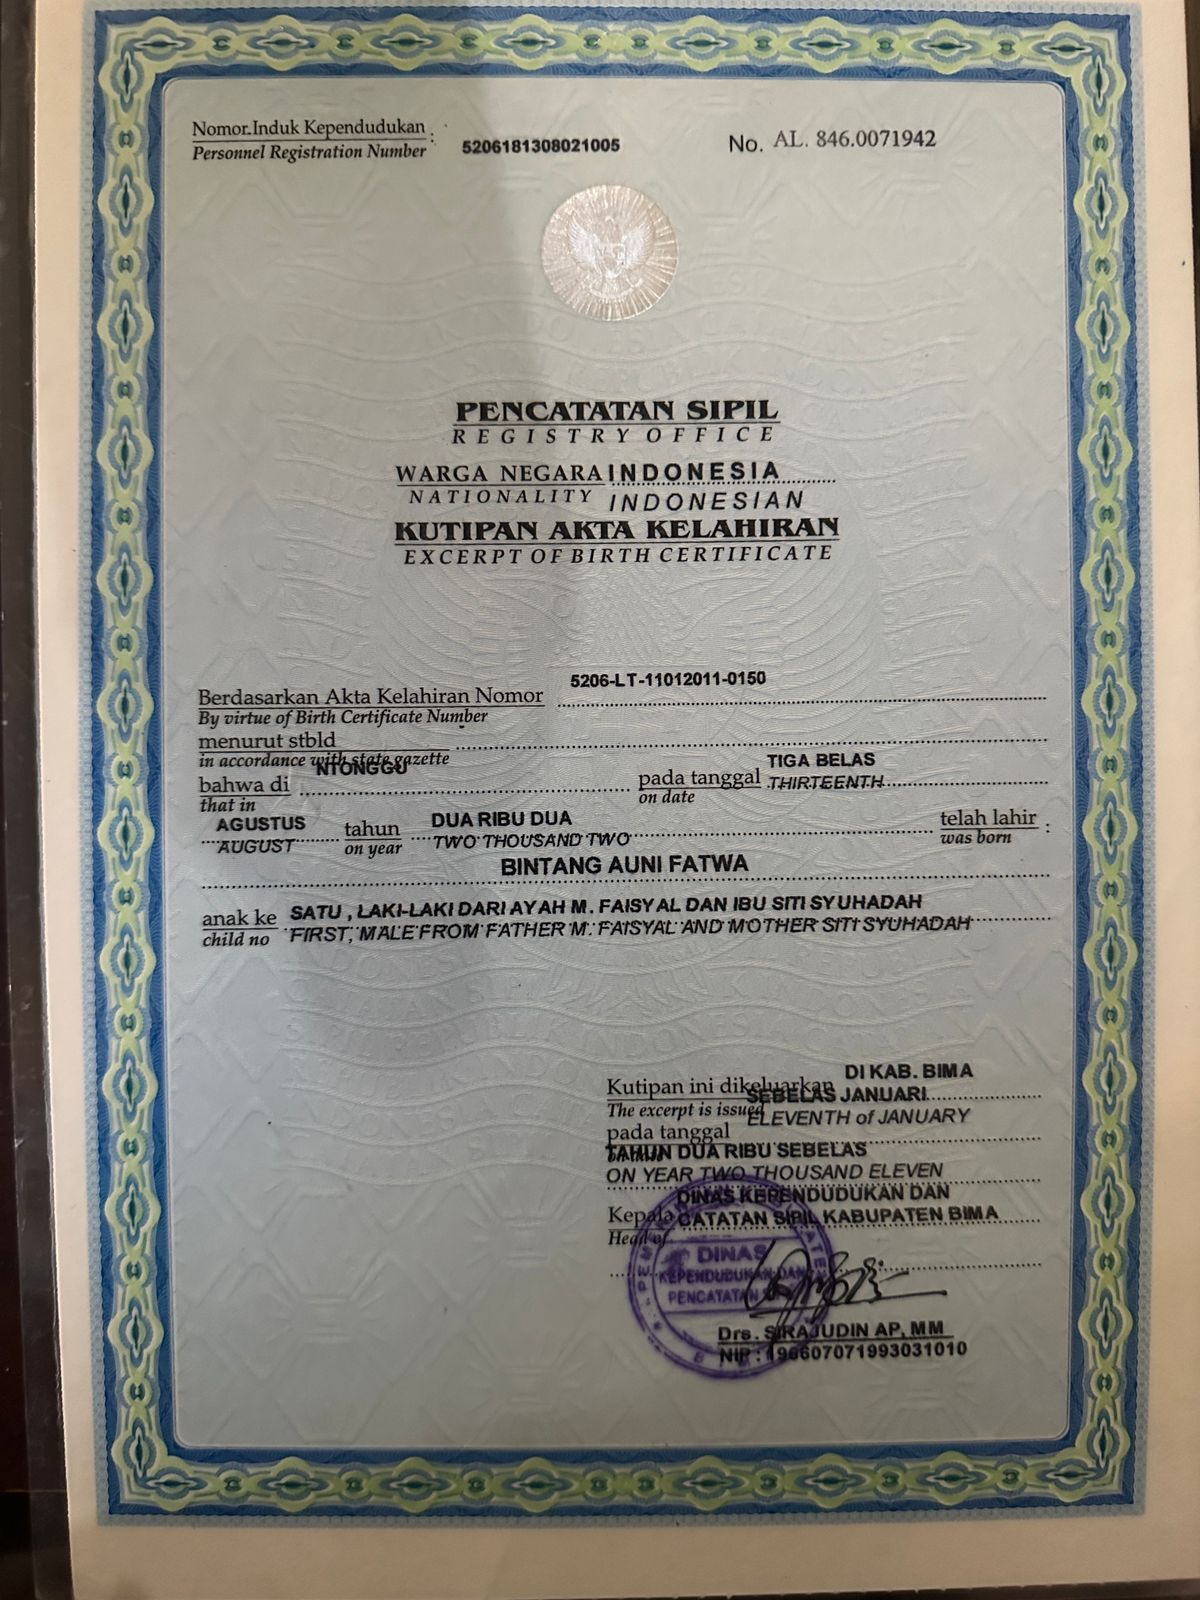 Nomor Induk Kependudukan : 5206181308021005 No. AL. 846.0071942
Personnel Registration Number
PENCATATAN SIPIL
REGISTRY OFFICE
WARGA NEGARA INDONESIA
NATIONALITY INDONESIAN
KUTIPAN AKTA KELAHIRAN
EXCERPT OF BIRTH CERTIFICATE
Berdasarkan Akta Kelahiran Nomor 5206-LT-11012011-0150
By virtue of Birth Certificate Number
menurut stbld
in accordance with state gazette
bahwa di NTONGGU pada tanggal TIGA BELAS
that in on date THIRTEENTH
AGUSTUS tahun DUA RIBU DUA telah lahir :
AUGUST on year TWO THOUSAND TWO was born
BINTANG AUNI FATWA
anak ke SATU , LAKI-LAKI DARI AYAH M. FAISYAL DAN IBU SITI SYUHADAH
child no FIRST, MALE FROM FATHER M. FAISYAL AND MOTHER SITI SYUHADAH
Kutipan ini dikeluarkan DI KAB. BIMA
The excerpt is issued
pada tanggal SEBELAS JANUARI
ELEVENTH of JANUARY
TAHUN DUA RIBU SEBELAS
ON YEAR TWO THOUSAND ELEVEN
Kepala DINAS KEPENDUDUKAN DAN
Head of CATATAN SIPIL KABUPATEN BIMA
DINAS
KEPENDUDUKAN DAN
PENCATATAN
Drs. SIRAJUDIN AP, MM
NIP : 196607071993031010